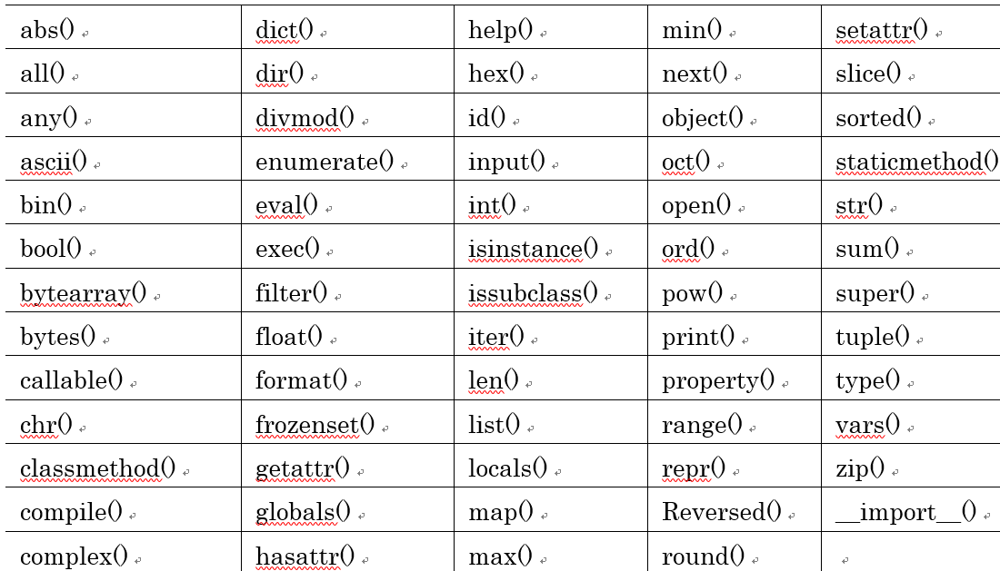 abs() dict() help() min() setattr()
all() dir() hex() next() slice()
any() divmod() id() object() sorted()
ascii() enumerate() input() oct() staticmethod()
bin() eval() int() open() str()
bool() exec() isinstance() ord() sum()
bytearray() filter() issubclass() pow() super()
bytes() float() iter() print() tuple()
callable() format() len() property() type()
chr() frozenset() list() range() vars()
classmethod() getattr() locals() repr() zip()
compile() globals() map() Reversed() __import__()
complex() hasattr() max() round()